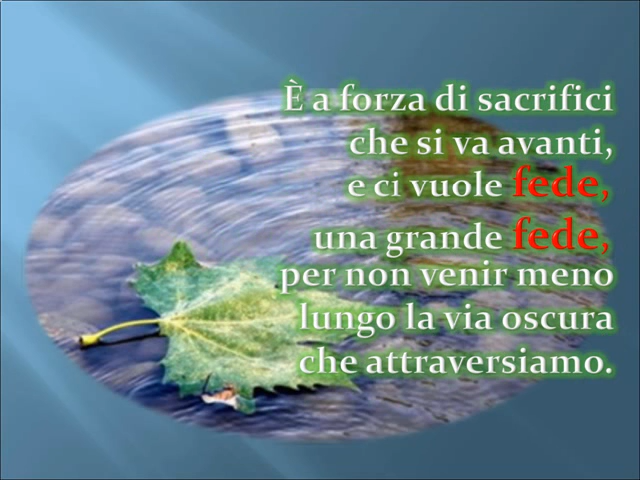 È a forza di sacrifici
che si va avanti,
e ci vuole fede,
una grande fede,
per non venir meno
lungo la via oscura
che attraversiamo.